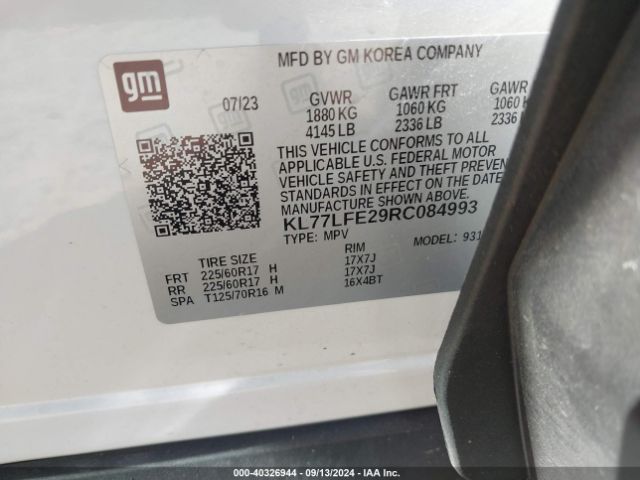 MFD BY GM KOREA COMPANY
gm
07/23
GVWR GAWR FRT GAWR
1880 KG 1060 KG 1060 K
4145 LB 2336 LB 2336
THIS VEHICLE CONFORMS TO ALL
APPLICABLE U.S. FEDERAL MOTOR
VEHICLE SAFETY AND THEFT PREVEN
STANDARDS IN EFFECT ON THE DATE
MANUFACTURE SHOWN ABOVE.
KL77LFE29RC084993
TYPE: MPV MODEL: 931
TIRE SIZE RIM
FRT 225/60R17 H 17X7J
RR 225/60R17 H 17X7J
SPA T125/70R16 M 16X4BT
000-40326944 - 09/13/2024 - IAA Inc.